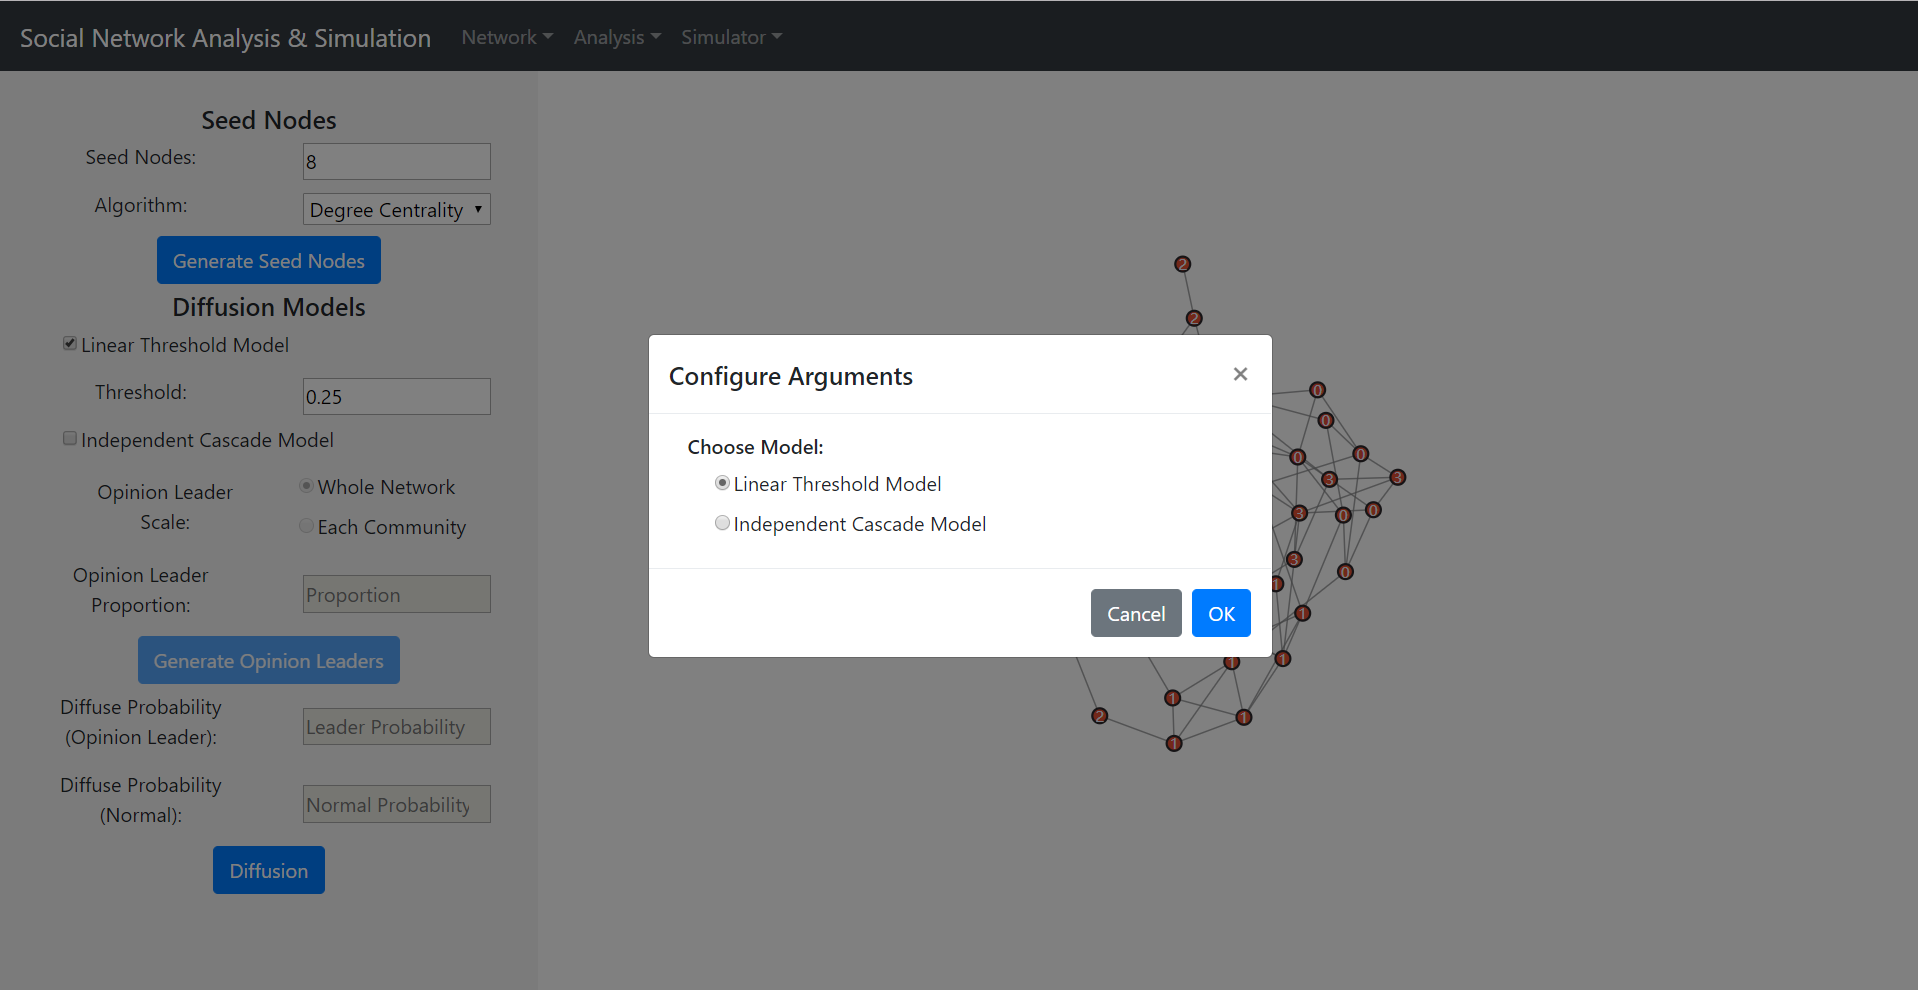 Social Network Analysis & Simulation Network Analysis Simulator
Seed Nodes
Seed Nodes: 8
Algorithm: Degree Centrality
Generate Seed Nodes
Diffusion Models
Linear Threshold Model
Threshold: 0.25
Independent Cascade Model
Opinion Leader
Scale:
Whole Network
Each Community
Opinion Leader
Proportion:
Proportion
Generate Opinion Leaders
Diffuse Probability
(Opinion Leader):
Leader Probability
Diffuse Probability
(Normal):
Normal Probability
Diffusion
Configure Arguments ×
Choose Model:
Linear Threshold Model
Independent Cascade Model
Cancel OK
2
2
0
0
0
0
3
3
3
0
0
3
0
1
1
1
1
1
2
1
1